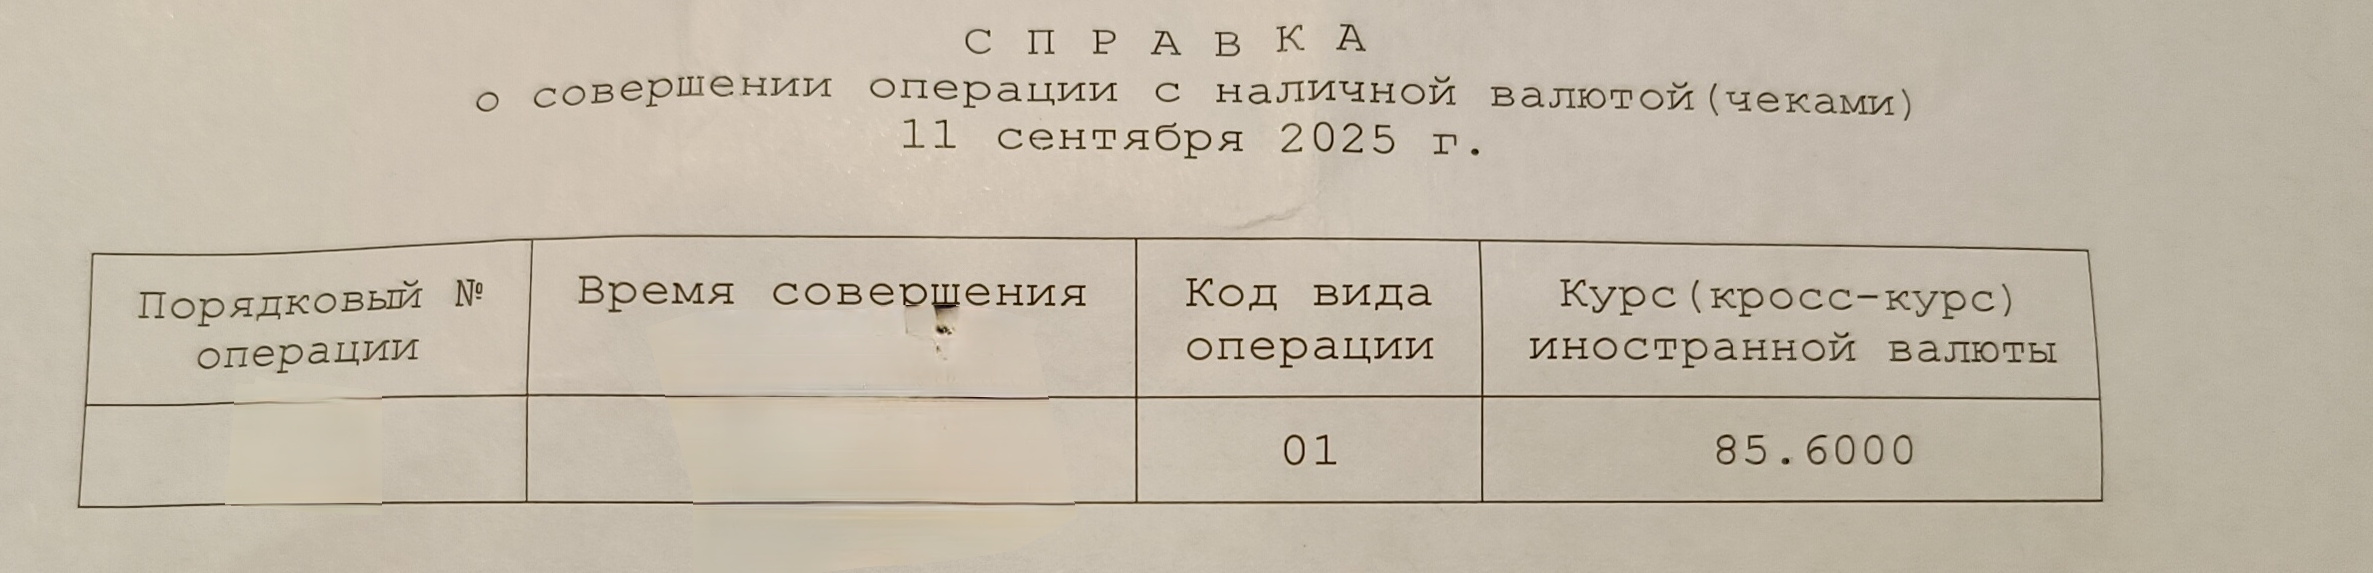 С П Р А В К А
о совершении операции с наличной валютой(чеками)
11 сентября 2025 г.
Порядковый № операции
Время совершения
Код вида операции
Курс(кросс-курс) иностранной валюты
01
85.6000